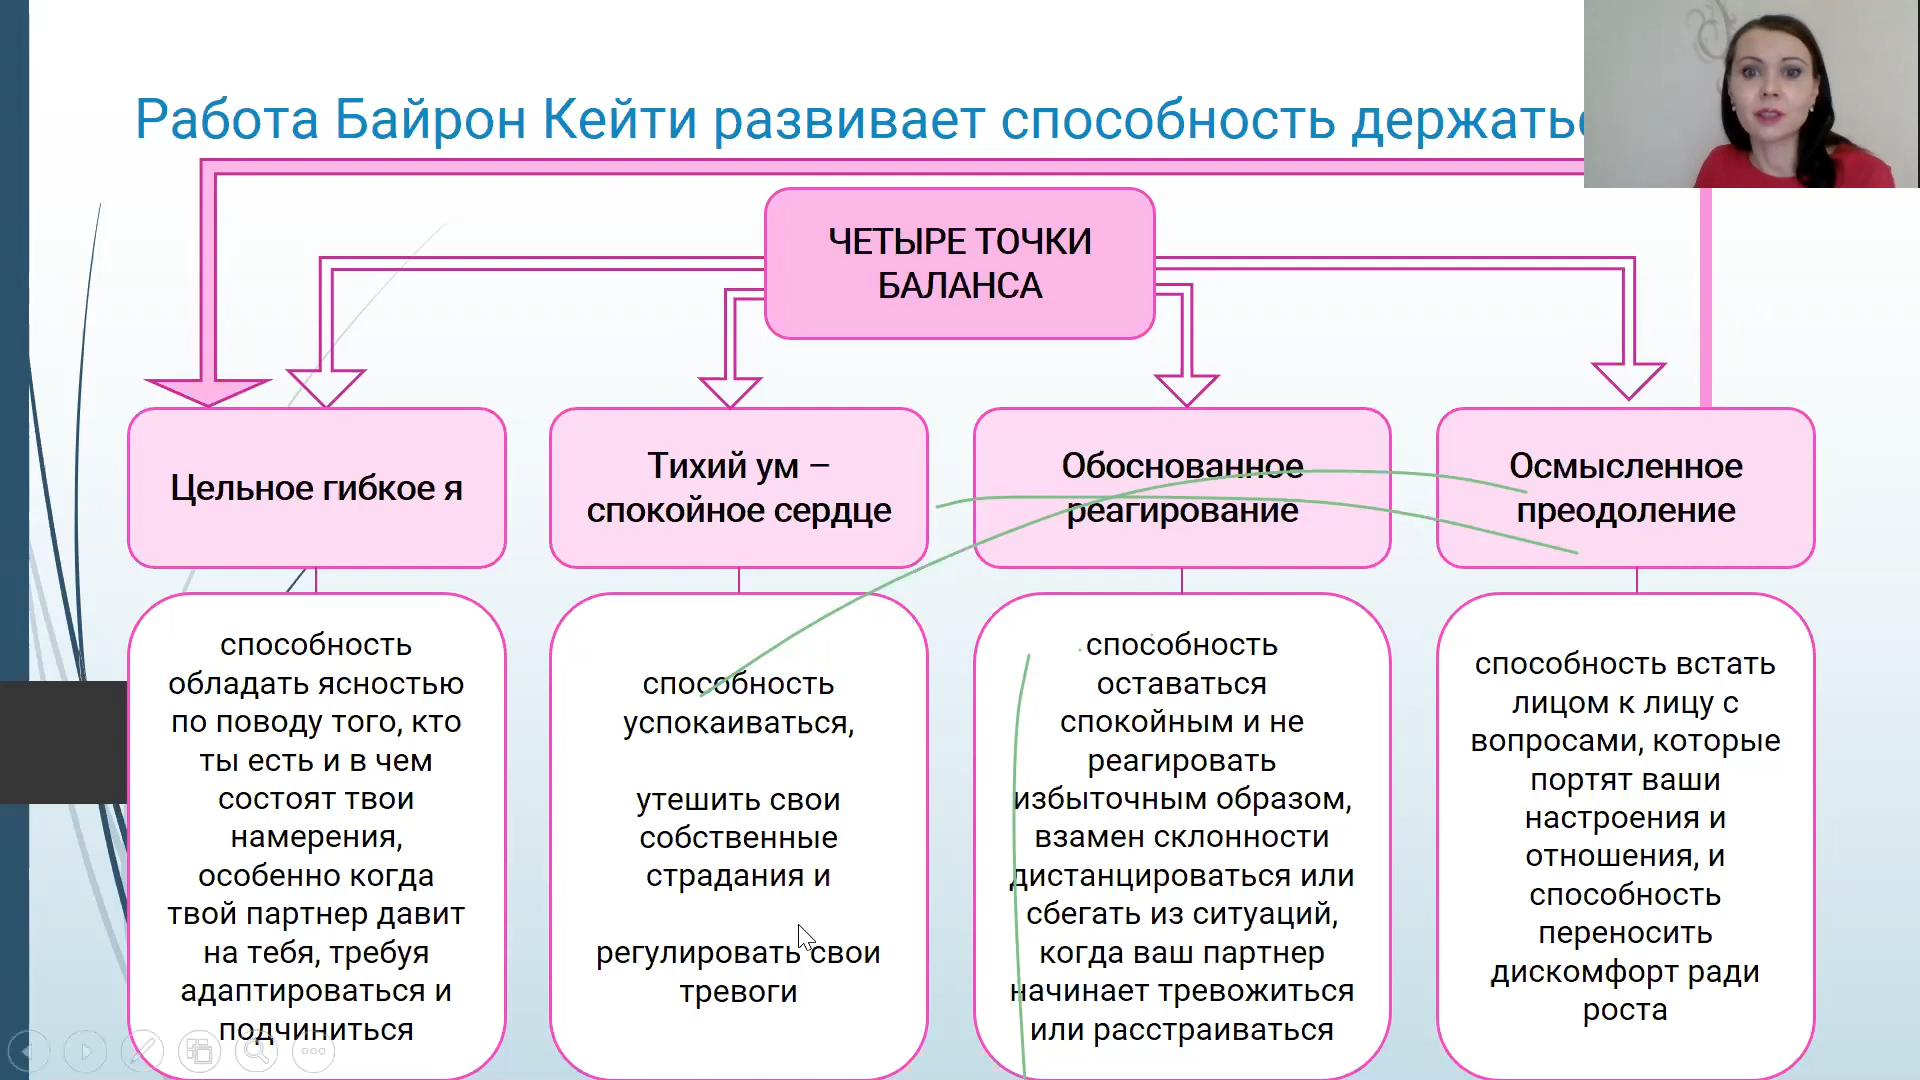 Работа Байрон Кейти развивает способность держать
ЧЕТЫРЕ ТОЧКИ
БАЛАНСА
Цельное гибкое я
Тихий ум –
спокойное сердце
Обоснованное
реагирование
Осмысленное
преодоление
способность
обладать ясностью
по поводу того, кто
ты есть и в чем
состоят твои
намерения,
особенно когда
твой партнер давит
на тебя, требуя
адаптироваться и
подчиниться
способность
успокаиваться,
утешить свои
собственные
страдания и
регулировать свои
тревоги
способность
оставаться
спокойным и не
реагировать
избыточным образом,
взамен склонности
дистанцироваться или
сбегать из ситуаций,
когда ваш партнер
начинает тревожиться
или расстраиваться
способность встать
лицом к лицу с
вопросами, которые
портят ваши
настроения и
отношения, и
способность
переносить
дискомфорт ради
роста